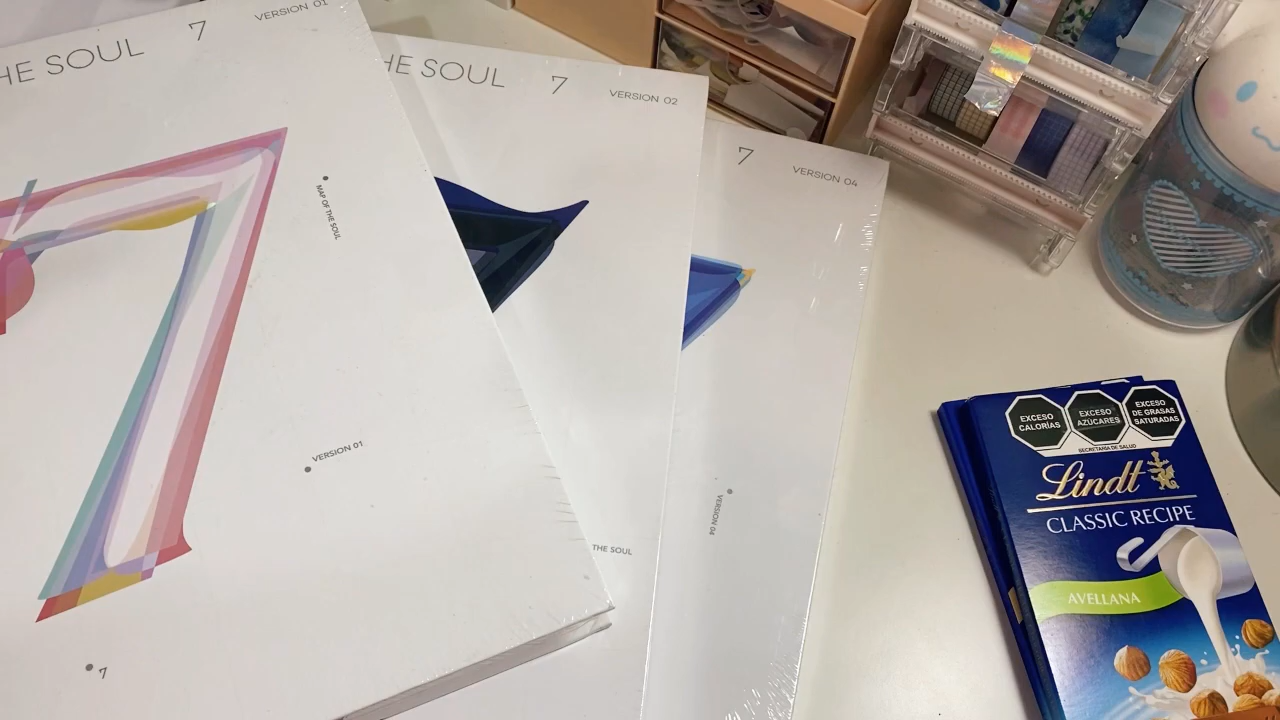 HE SOUL 7 VERSION 01
MAP OF THE SOUL
VERSION 01
7
HE SOUL 7 VERSION 02
THE SOUL
7 VERSION 04
VERSION 04
EXCESO
CALORÍAS
EXCESO
AZÚCARES
EXCESO
DE GRASAS
SATURADAS
SECRETARÍA DE SALUD
Lindt
CLASSIC RECIPE
AVELLANA